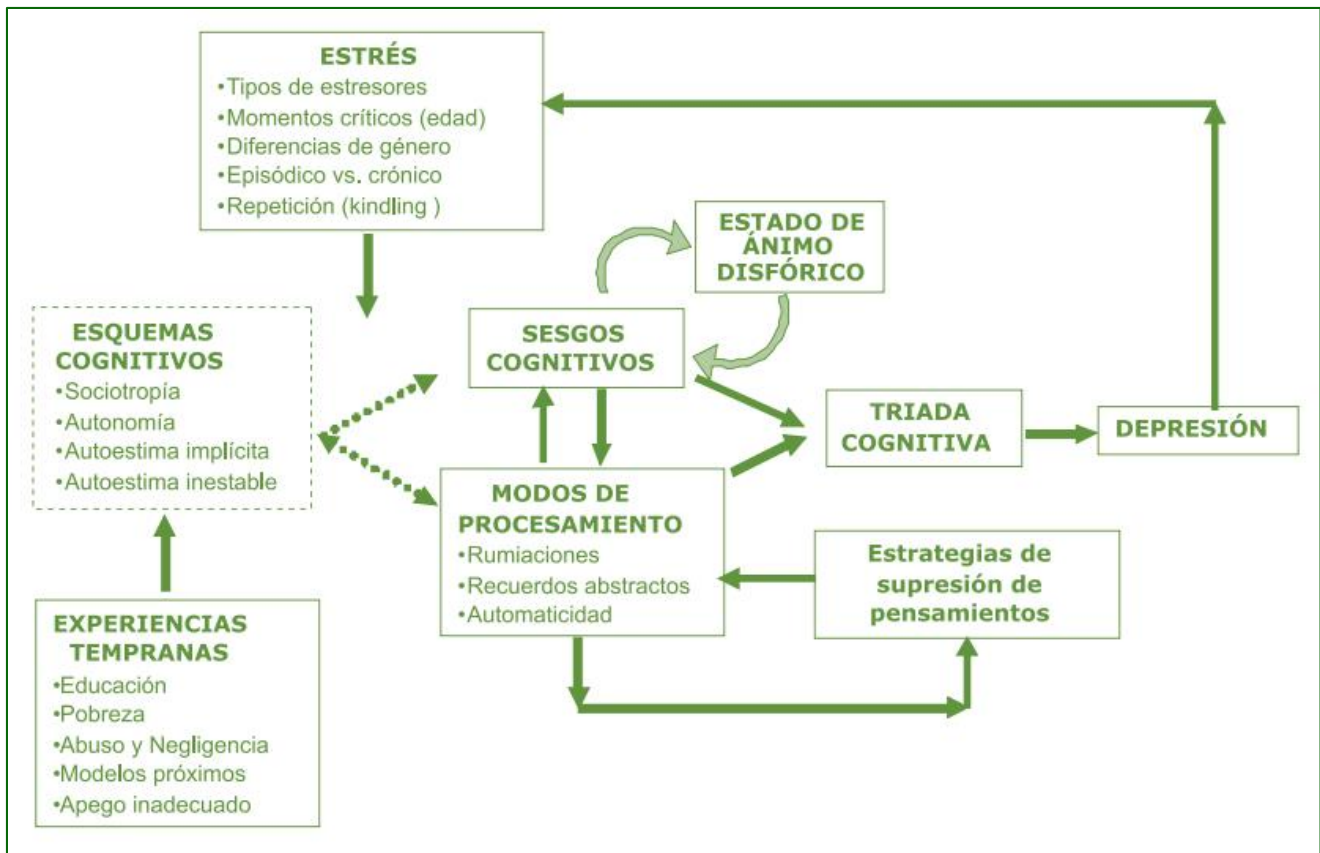 ESTRÉS
•Tipos de estresores
•Momentos críticos (edad)
•Diferencias de género
•Episódico vs. crónico
•Repetición (kindling )
ESTADO DE
ÁNIMO
DISFÓRICO
ESQUEMAS
COGNITIVOS
•Sociotropía
•Autonomía
•Autoestima implícita
•Autoestima inestable
SESGOS
COGNITIVOS
TRIADA
COGNITIVA
DEPRESIÓN
MODOS DE
PROCESAMIENTO
•Rumiaciones
•Recuerdos abstractos
•Automaticidad
Estrategias de
supresión de
pensamientos
EXPERIENCIAS
TEMPRANAS
•Educación
•Pobreza
•Abuso y Negligencia
•Modelos próximos
•Apego inadecuado